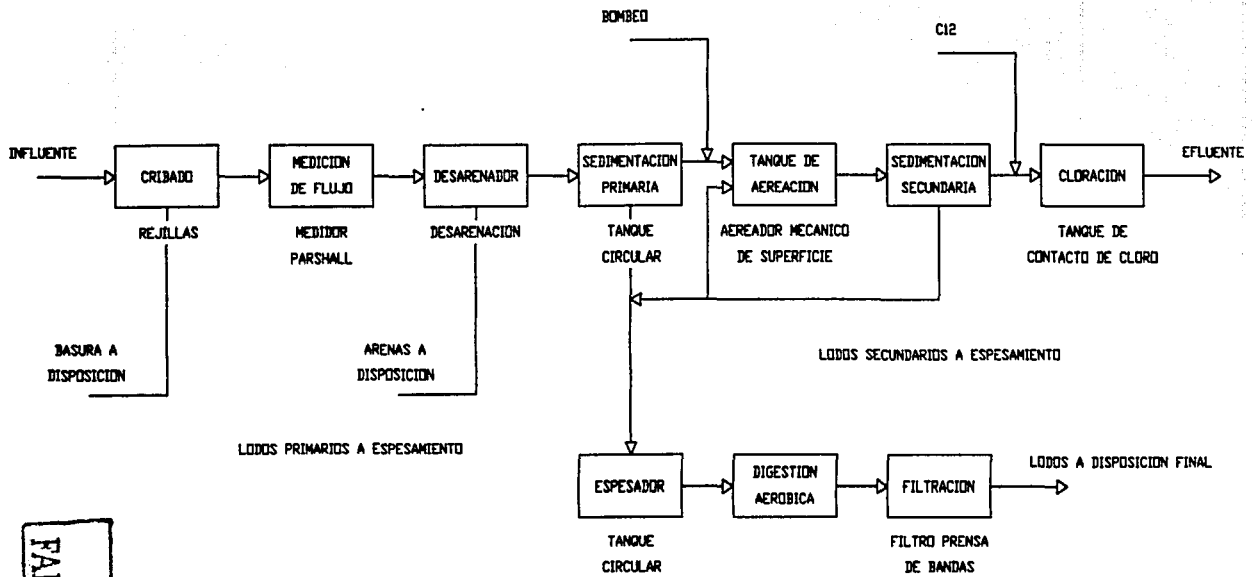 BOMBEO
C12
INFLUENTE
CRIBADO
MEDICION
DE FLUJO
DESARENADOR
SEDIMENTACION
PRIMARIA
TANQUE DE
AEREACION
SEDIMENTACION
SECUNDARIA
CLORACION
EFLUENTE
REJILLAS
MEDIDOR
PARSHALL
DESARENACION
TANQUE
CIRCULAR
AEREADOR MECANICO
DE SUPERFICIE
TANQUE DE
CONTACTO DE CLORO
BASURA A
DISPOSICION
ARENAS A
DISPOSICION
LODOS SECUNDARIOS A ESPESAMIENTO
LODOS PRIMARIOS A ESPESAMIENTO
ESPESADOR
DIGESTION
AEROBICA
FILTRACION
LODOS A DISPOSICION FINAL
TANQUE
CIRCULAR
FILTRO PRENSA
DE BANDAS